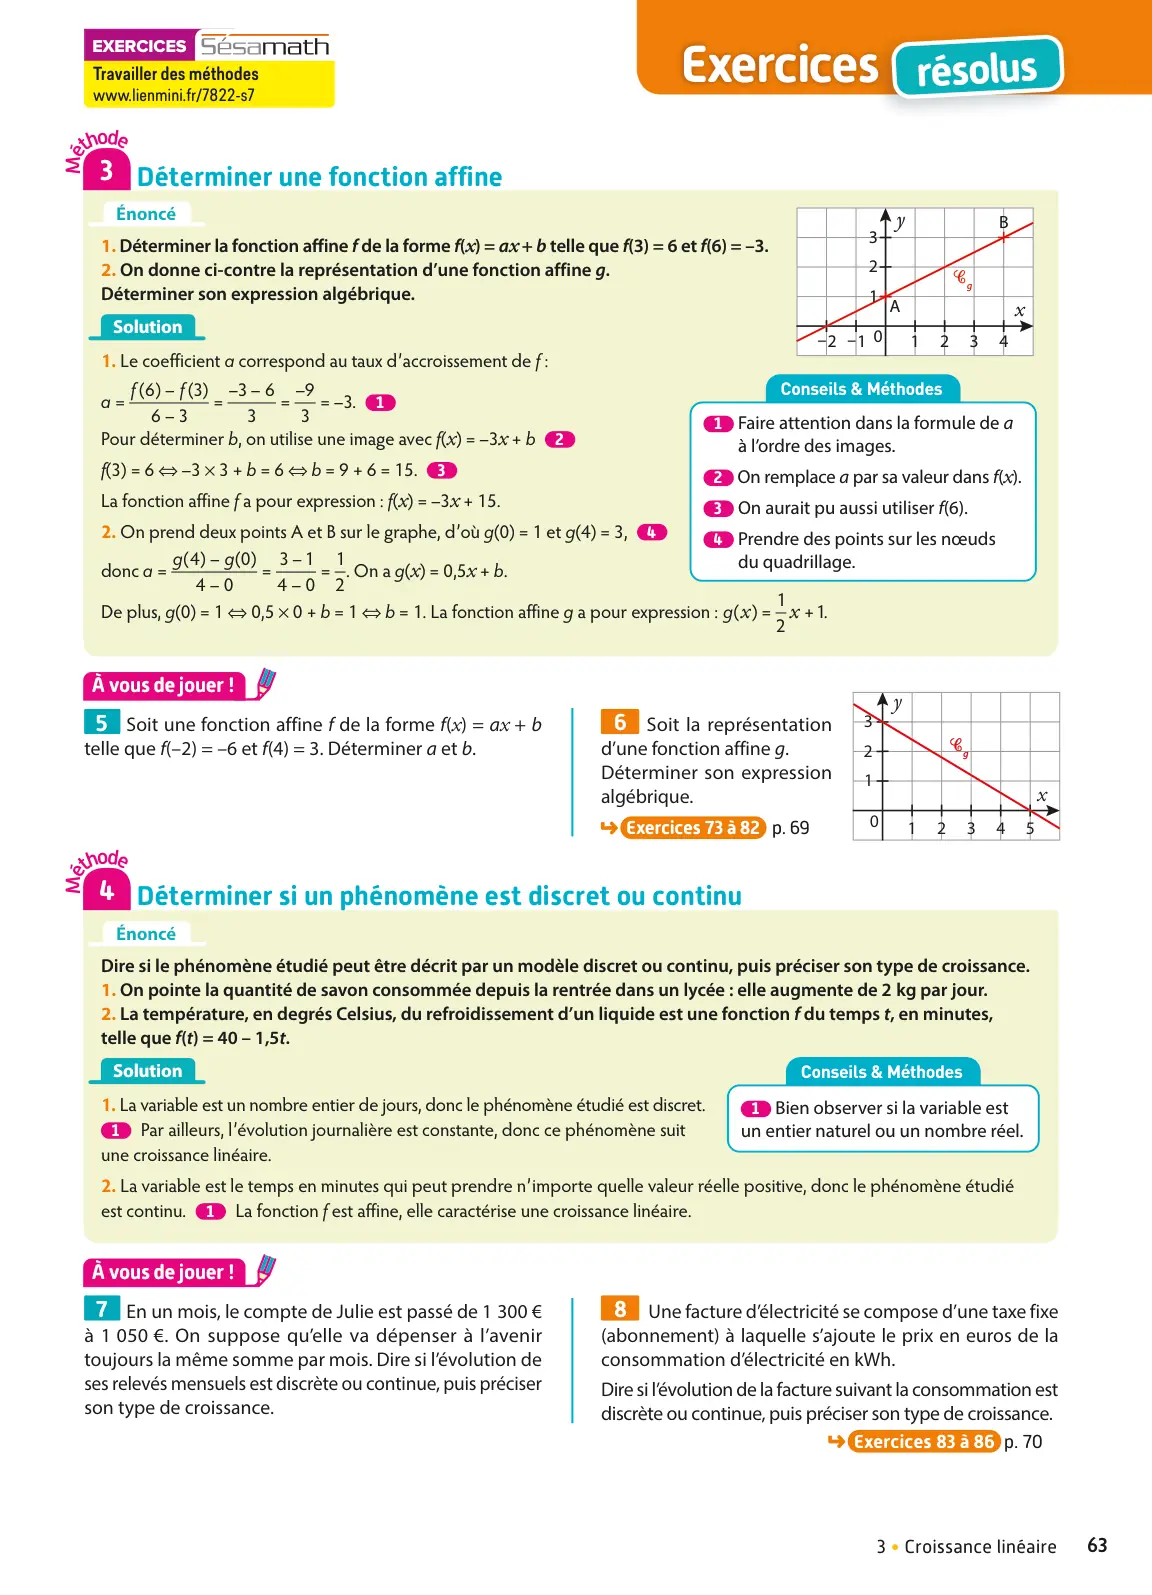 EXERCICES Sésamath
Travailler des méthodes
www.lienmini.fr/7822-s7
Exercices résolus
Méthode
3 Déterminer une fonction affine
Énoncé
1. Déterminer la fonction affine f de la forme f(x) = ax + b telle que f(3) = 6 et f(6) = –3.
2. On donne ci-contre la représentation d'une fonction affine g.
Déterminer son expression algébrique.
y
B
3
2
1
A
𝒞g
x
–2 –1 0 1 2 3 4
Solution
1. Le coefficient a correspond au taux d'accroissement de f :
a = f(6) – f(3) / 6 – 3 = –3 – 6 / 3 = –9 / 3 = –3. 1
Pour déterminer b, on utilise une image avec f(x) = –3x + b 2
f(3) = 6 ⇔ –3 × 3 + b = 6 ⇔ b = 9 + 6 = 15. 3
La fonction affine f a pour expression : f(x) = –3x + 15.
2. On prend deux points A et B sur le graphe, d'où g(0) = 1 et g(4) = 3, 4
donc a = g(4) – g(0) / 4 – 0 = 3 – 1 / 4 – 0 = 1 / 2. On a g(x) = 0,5x + b.
De plus, g(0) = 1 ⇔ 0,5 × 0 + b = 1 ⇔ b = 1. La fonction affine g a pour expression : g(x) = 1 / 2 x + 1.
Conseils & Méthodes
1 Faire attention dans la formule de a
à l'ordre des images.
2 On remplace a par sa valeur dans f(x).
3 On aurait pu aussi utiliser f(6).
4 Prendre des points sur les nœuds
du quadrillage.
À vous de jouer !
5 Soit une fonction affine f de la forme f(x) = ax + b
telle que f(–2) = –6 et f(4) = 3. Déterminer a et b.
6 Soit la représentation
d'une fonction affine g.
Déterminer son expression
algébrique.
Exercices 73 à 82 p. 69
y
3
2
1
𝒞g
x
0 1 2 3 4 5
Méthode
4 Déterminer si un phénomène est discret ou continu
Énoncé
Dire si le phénomène étudié peut être décrit par un modèle discret ou continu, puis préciser son type de croissance.
1. On pointe la quantité de savon consommée depuis la rentrée dans un lycée : elle augmente de 2 kg par jour.
2. La température, en degrés Celsius, du refroidissement d'un liquide est une fonction f du temps t, en minutes,
telle que f(t) = 40 – 1,5t.
Solution
1. La variable est un nombre entier de jours, donc le phénomène étudié est discret.
1 Par ailleurs, l'évolution journalière est constante, donc ce phénomène suit
une croissance linéaire.
2. La variable est le temps en minutes qui peut prendre n'importe quelle valeur réelle positive, donc le phénomène étudié
est continu. 1 La fonction f est affine, elle caractérise une croissance linéaire.
Conseils & Méthodes
1 Bien observer si la variable est
un entier naturel ou un nombre réel.
À vous de jouer !
7 En un mois, le compte de Julie est passé de 1 300 €
à 1 050 €. On suppose qu'elle va dépenser à l'avenir
toujours la même somme par mois. Dire si l'évolution de
ses relevés mensuels est discrète ou continue, puis préciser
son type de croissance.
8 Une facture d'électricité se compose d'une taxe fixe
(abonnement) à laquelle s'ajoute le prix en euros de la
consommation d'électricité en kWh.
Dire si l'évolution de la facture suivant la consommation est
discrète ou continue, puis préciser son type de croissance.
Exercices 83 à 86 p. 70
3 • Croissance linéaire 63